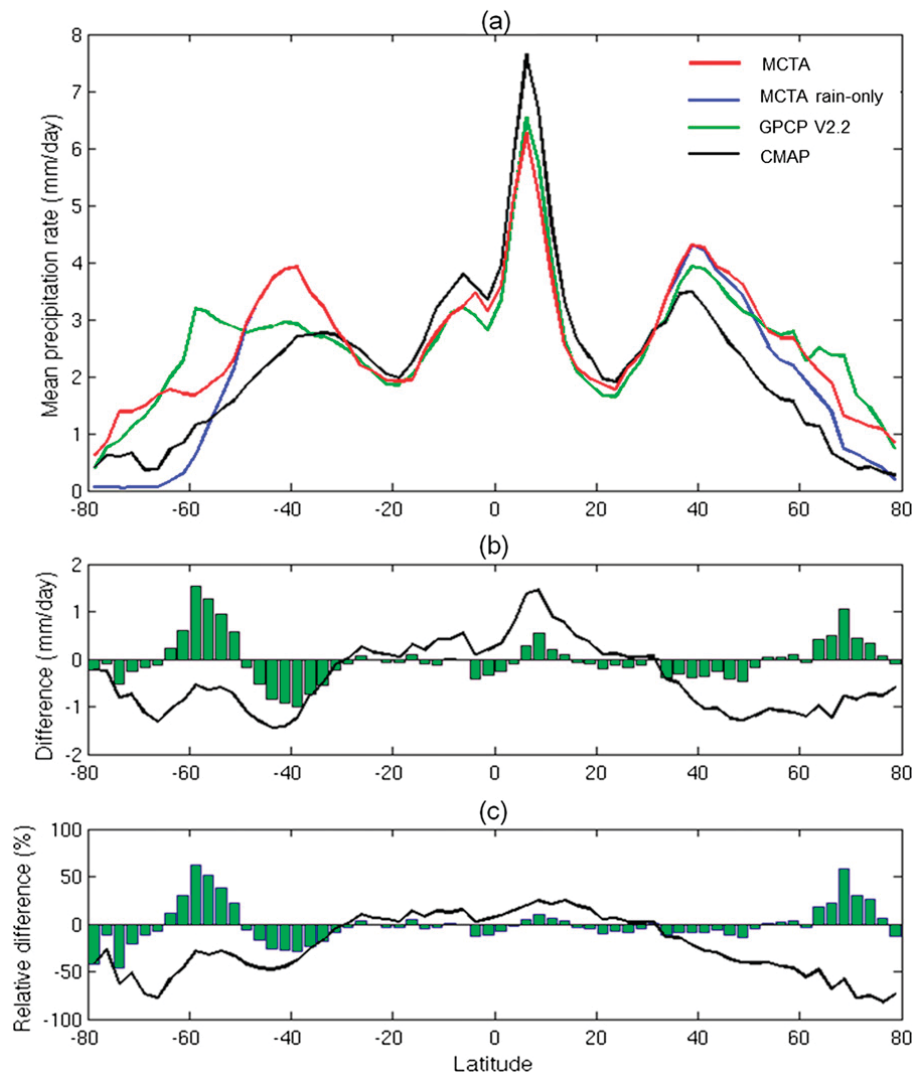 (a)
8
7
6
5
4
3
2
1
0
Mean precipitation rate (mm/day)
MCTA
MCTA rain-only
GPCP V2.2
CMAP
-80 -60 -40 -20 0 20 40 60 80
(b)
2
1
0
-1
-2
Difference (mm/day)
-80 -60 -40 -20 0 20 40 60 80
(c)
100
50
0
-50
-100
Relative difference (%)
-80 -60 -40 -20 0 20 40 60 80
Latitude